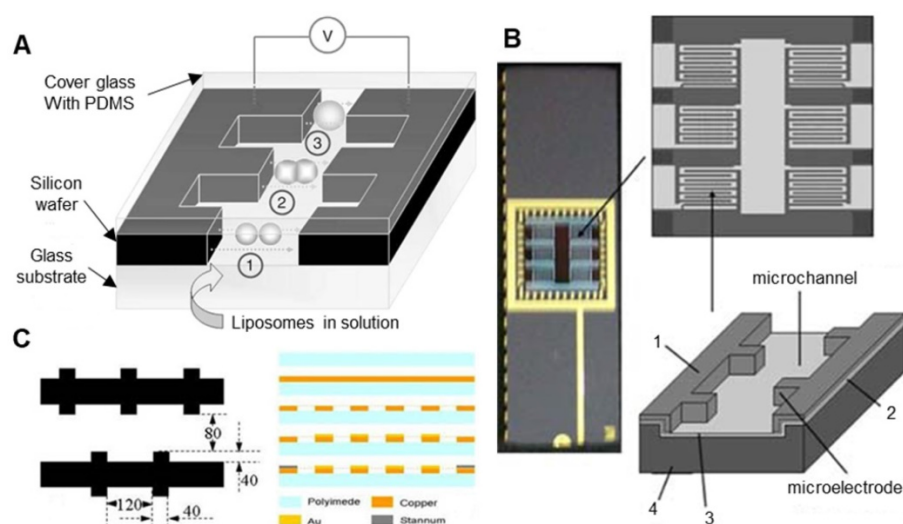 A
V
Cover glass
With PDMS
3
Silicon
wafer
2
Glass
substrate
1
Liposomes in solution
B
microchannel
1
2
microelectrode
3
4
C
80
40
120
40
Polyimede
Copper
Au
Stannum